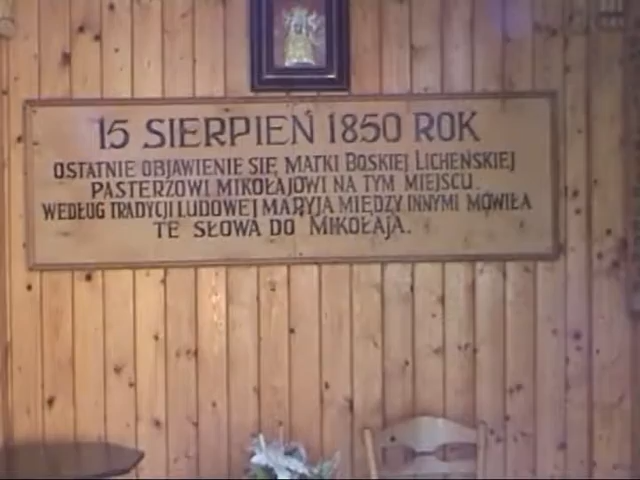 15 SIERPIEŃ 1850 ROK
OSTATNIE OBJAWIENIE SIĘ MATKI BOSKIEJ LICHEŃSKIEJ
PASTERZOWI MIKOŁAJOWI NA TYM MIEJSCU.
WEDŁUG TRADYCJI LUDOWEJ MARYJA MIĘDZY INNYMI MÓWIŁA
TE SŁOWA DO MIKOŁAJA.